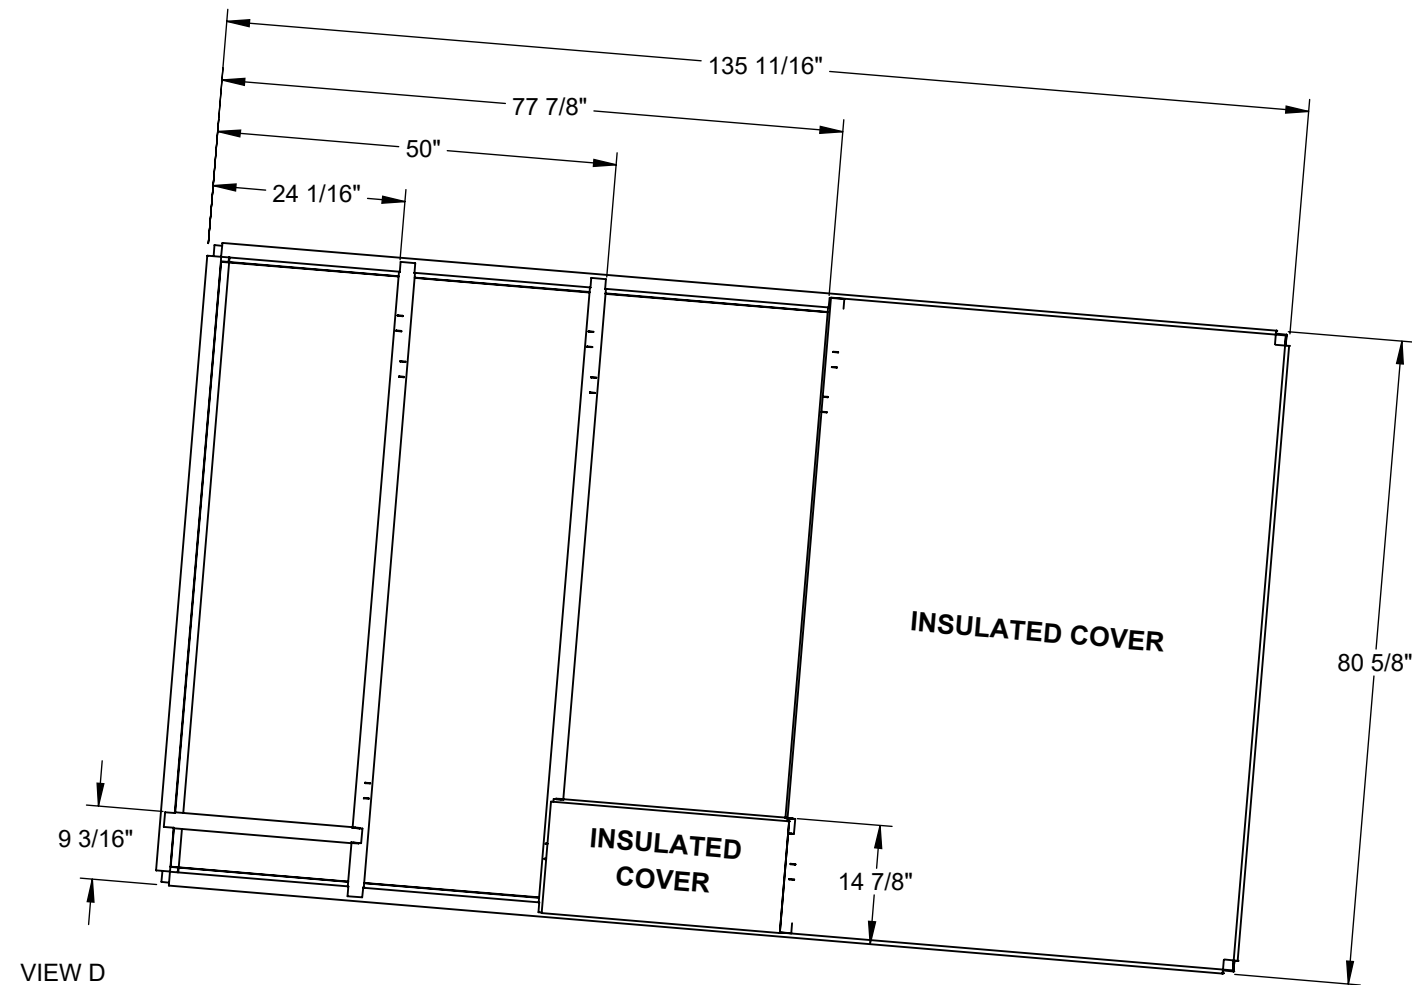 135 11/16"
77 7/8"
50"
24 1/16"
INSULATED COVER
80 5/8"
9 3/16"
INSULATED
COVER
14 7/8"
VIEW D